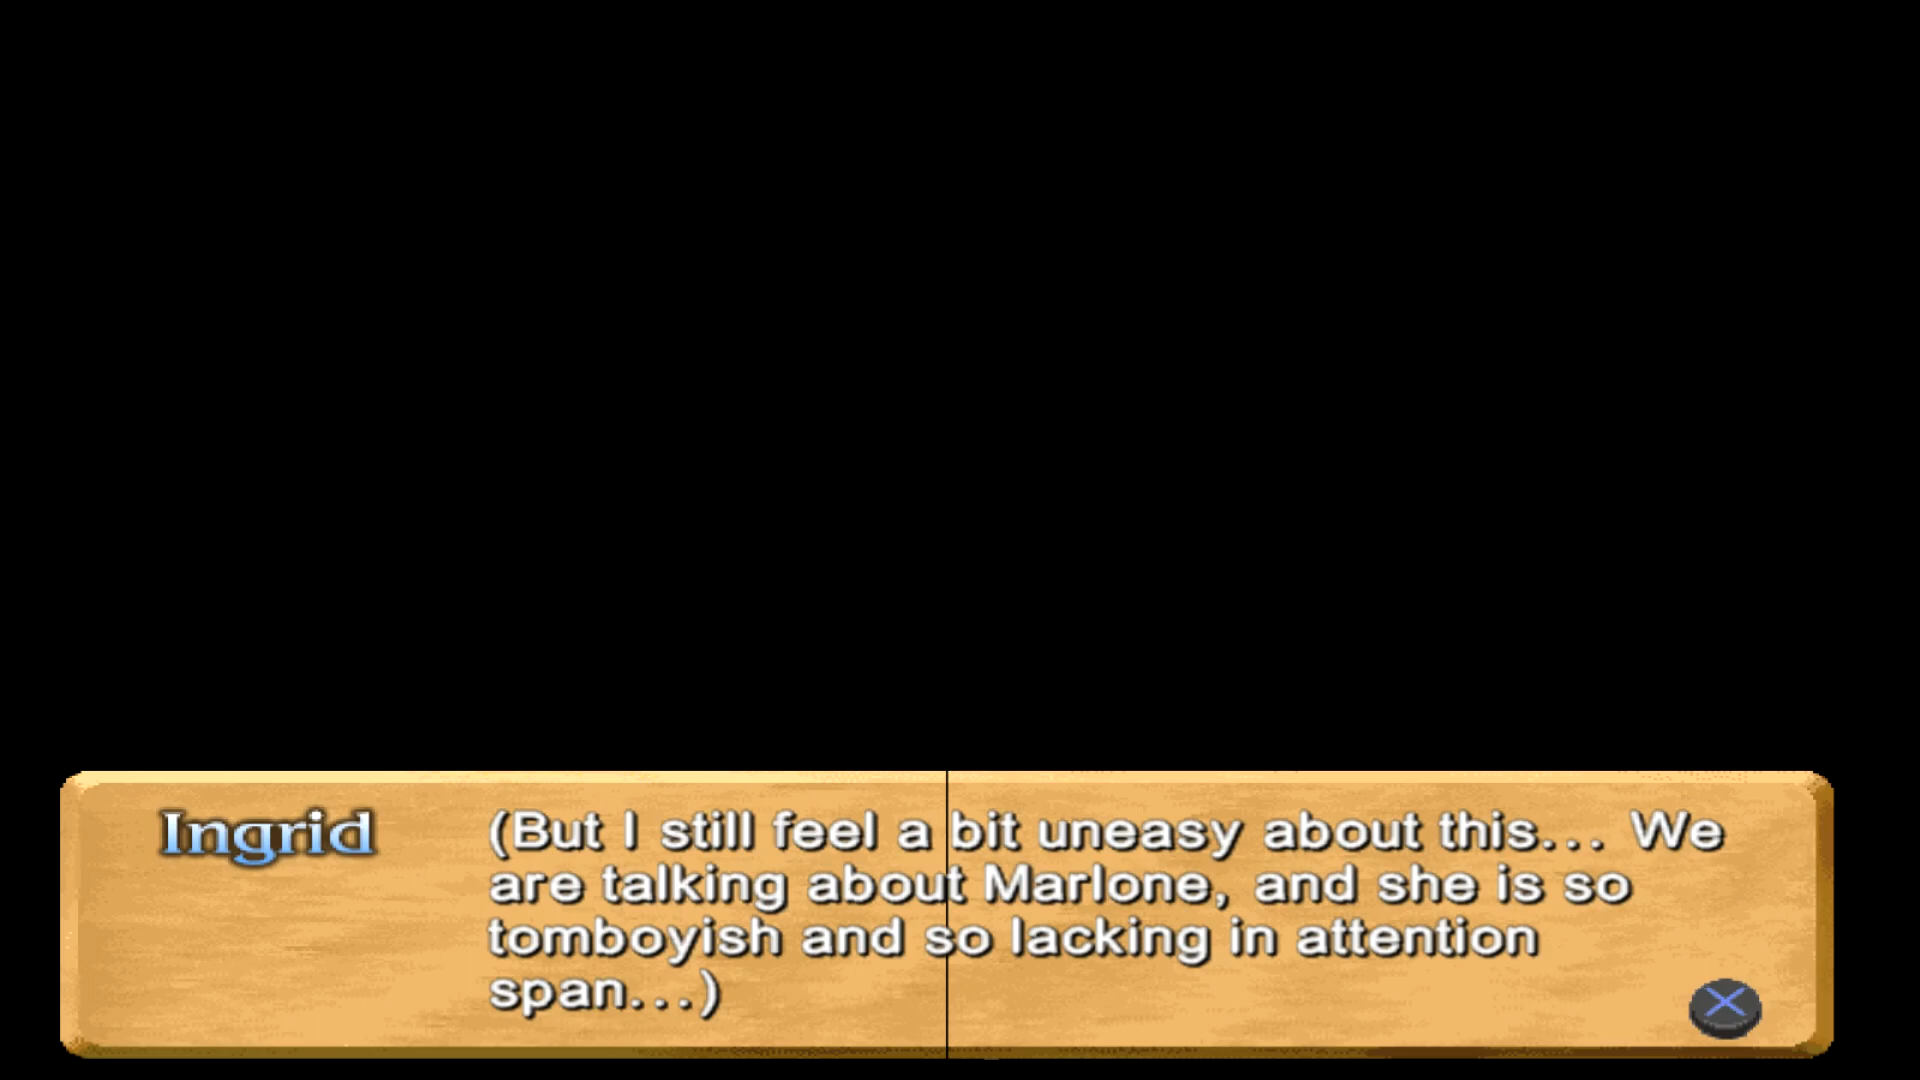 Ingrid
(But I still feel a bit uneasy about this... We
are talking about Marlone, and she is so
tomboyish and so lacking in attention
span...)